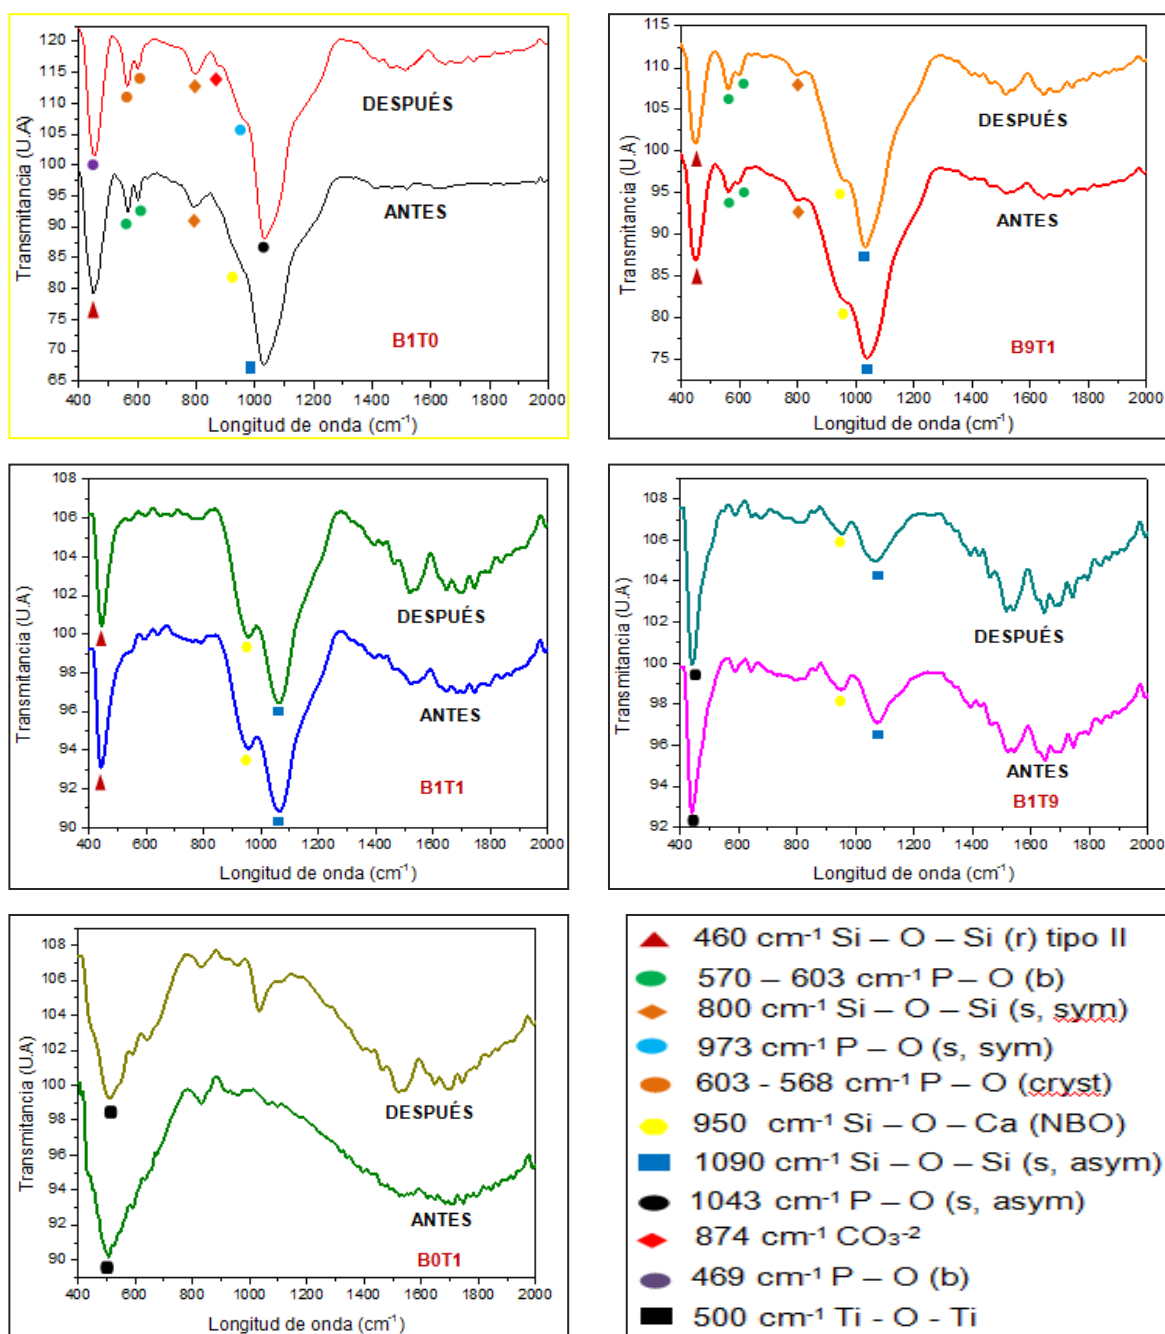 120
115
110
105
100
95
90
85
80
75
70
65
Transmitancia (U.A)
DESPUÉS
ANTES
B1T0
400 600 800 1000 1200 1400 1600 1800 2000
Longitud de onda (cm-1)
115
110
105
100
95
90
85
80
75
Transmitancia (U.A)
DESPUÉS
ANTES
B9T1
400 600 800 1000 1200 1400 1600 1800 2000
Longitud de onda (cm-1)
108
106
104
102
100
98
96
94
92
90
Transmitancia (U.A)
DESPUÉS
ANTES
B1T1
400 600 800 1000 1200 1400 1600 1800 2000
Longitud de onda (cm-1)
108
106
104
102
100
98
96
94
92
Transmitancia (U.A)
DESPUÉS
ANTES
B1T9
400 600 800 1000 1200 1400 1600 1800 2000
Longitud de onda (cm-1)
108
106
104
102
100
98
96
94
92
90
Transmitancia (U.A)
DESPUÉS
ANTES
B0T1
400 600 800 1000 1200 1400 1600 1800 2000
Longitud de onda (cm-1)
460 cm-1 Si – O – Si (r) tipo II
570 – 603 cm-1 P – O (b)
800 cm-1 Si – O – Si (s, sym)
973 cm-1 P – O (s, sym)
603 - 568 cm-1 P – O (cryst)
950 cm-1 Si – O – Ca (NBO)
1090 cm-1 Si – O – Si (s, asym)
1043 cm-1 P – O (s, asym)
874 cm-1 CO3-2
469 cm-1 P – O (b)
500 cm-1 Ti - O - Ti